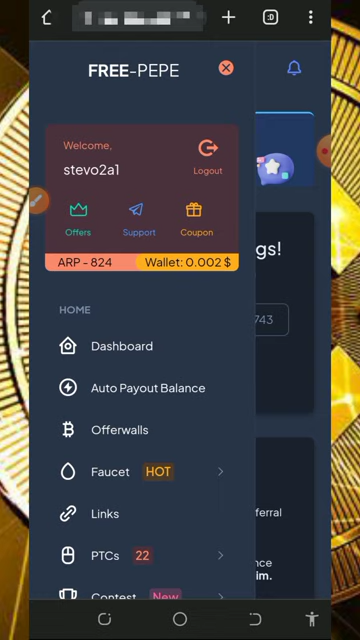 :D
FREE-PEPE
Welcome,
stevo2a1
Logout
Offers
Support
Coupon
ARP - 824
Wallet: 0.002 $
gs!
743
HOME
Dashboard
Auto Payout Balance
Offerwalls
Faucet HOT
Links
ferral
PTCs 22
nce
im.
Contest New